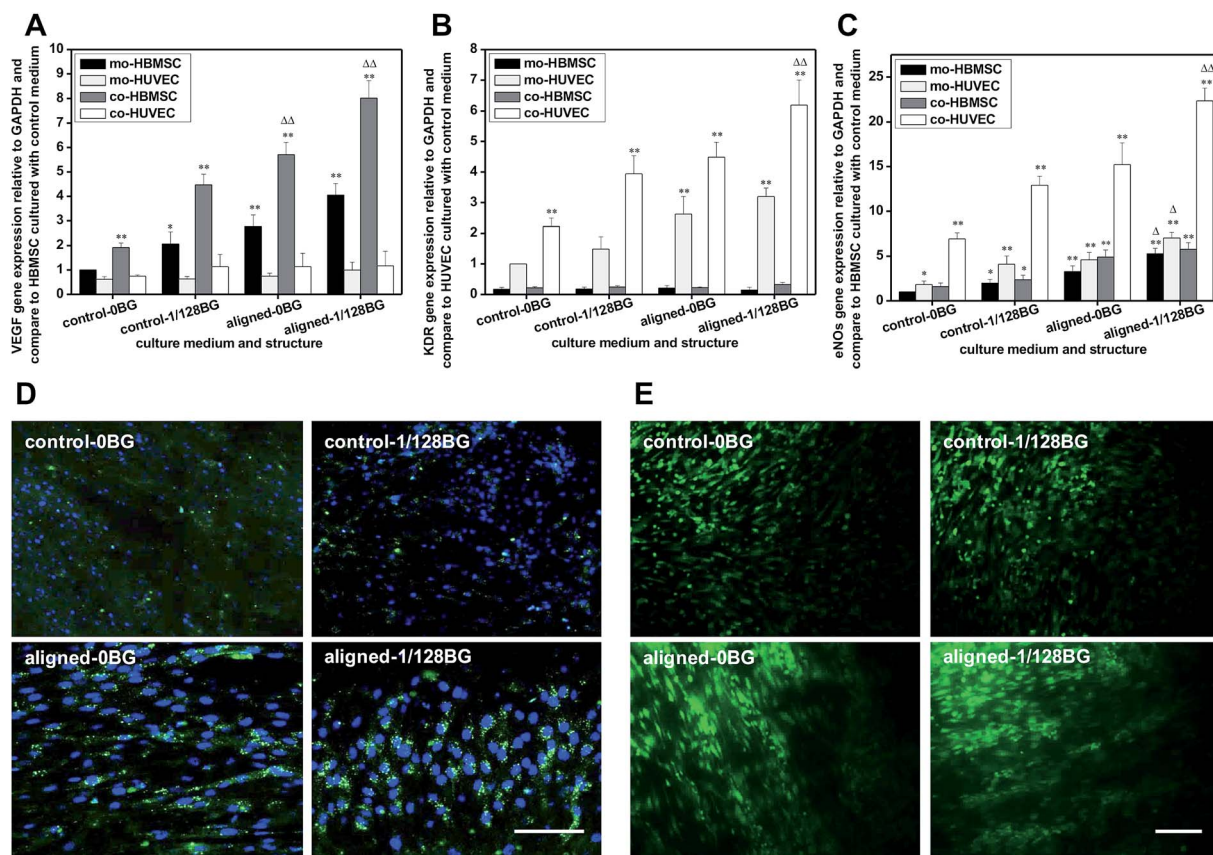 A
VEGF gene expression relative to GAPDH and
compare to HBMSC cultured with control medium
10
9
8
7
6
5
4
3
2
1
0
mo-HBMSC
mo-HUVEC
co-HBMSC
co-HUVEC
**
*
**
**
ΔΔ
**
**
ΔΔ
**
control-0BG
control-1/128BG
aligned-0BG
aligned-1/128BG
culture medium and structure
B
KDR gene expression relative to GAPDH and
compare to HUVEC cultured with control medium
8
7
6
5
4
3
2
1
0
mo-HBMSC
mo-HUVEC
co-HBMSC
co-HUVEC
**
**
**
**
**
ΔΔ
**
control-0BG
control-1/128BG
aligned-0BG
aligned-1/128BG
culture medium and structure
C
eNOs gene expression relative to GAPDH and
compare to HBMSC cultured with control medium
25
20
15
10
5
0
mo-HBMSC
mo-HUVEC
co-HBMSC
co-HUVEC
*
**
*
**
*
**
**
**
**
**
Δ
**
Δ
**
**
ΔΔ
**
control-0BG
control-1/128BG
aligned-0BG
aligned-1/128BG
culture medium and structure
D
control-0BG
control-1/128BG
aligned-0BG
aligned-1/128BG
E
control-0BG
control-1/128BG
aligned-0BG
aligned-1/128BG